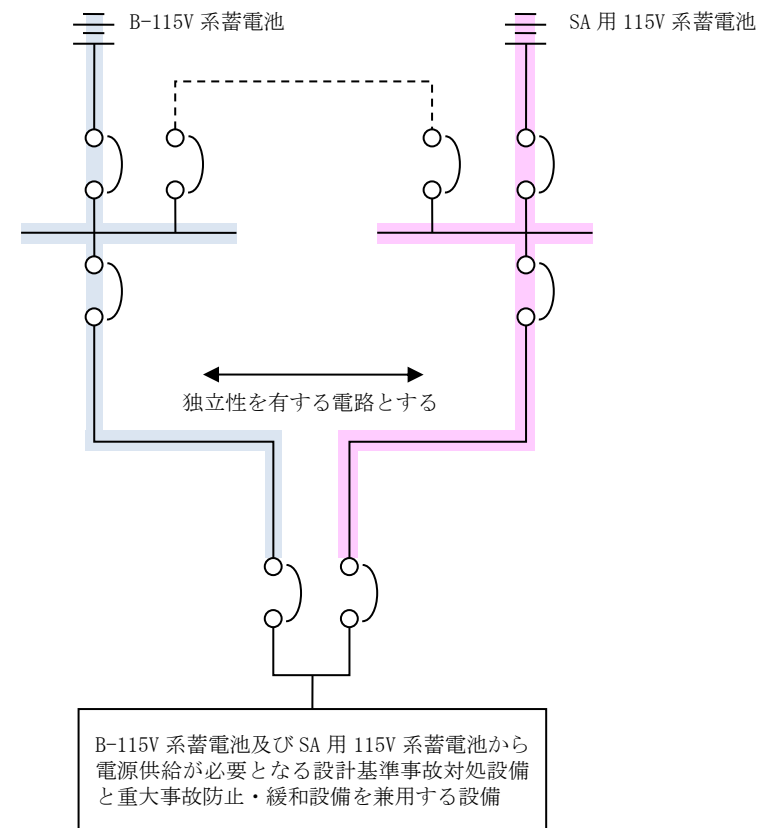 B-115V 系蓄電池
SA 用 115V 系蓄電池
独立性を有する電路とする
B-115V 系蓄電池及び SA 用 115V 系蓄電池から
電源供給が必要となる設計基準事故対処設備
と重大事故防止・緩和設備を兼用する設備